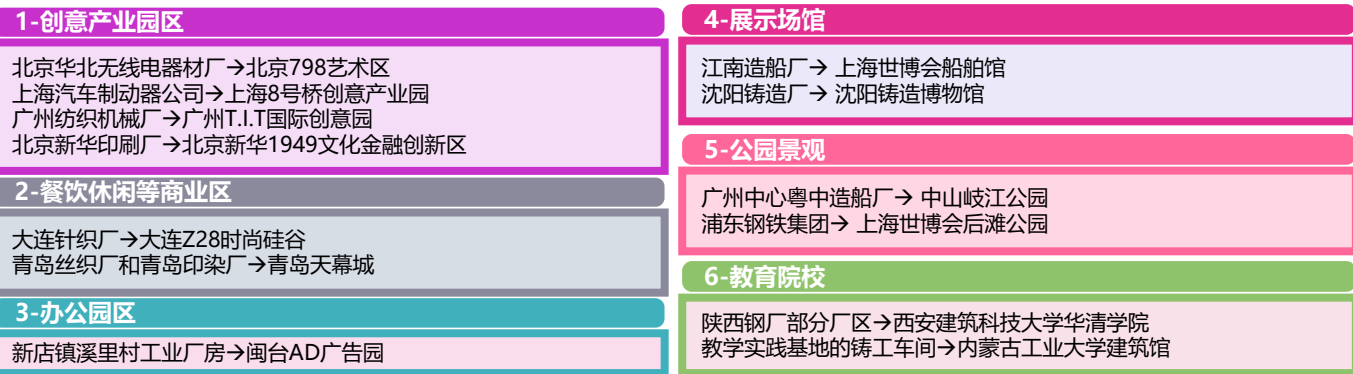 1-创意产业园区
北京华北无线电器材厂→北京798艺术区
上海汽车制动器公司→上海8号桥创意产业园
广州纺织机械厂→广州T.I.T国际创意园
北京新华印刷厂→北京新华1949文化金融创新区
2-餐饮休闲等商业区
大连针织厂→大连Z28时尚硅谷
青岛丝织厂和青岛印染厂→青岛天幕城
3-办公园区
新店镇溪里村工业厂房→闽台AD广告园
4-展示场馆
江南造船厂→ 上海世博会船舶馆
沈阳铸造厂→ 沈阳铸造博物馆
5-公园景观
广州中心粤中造船厂→ 中山岐江公园
浦东钢铁集团→ 上海世博会后滩公园
6-教育院校
陕西钢厂部分厂区→西安建筑科技大学华清学院
教学实践基地的铸工车间→内蒙古工业大学建筑馆